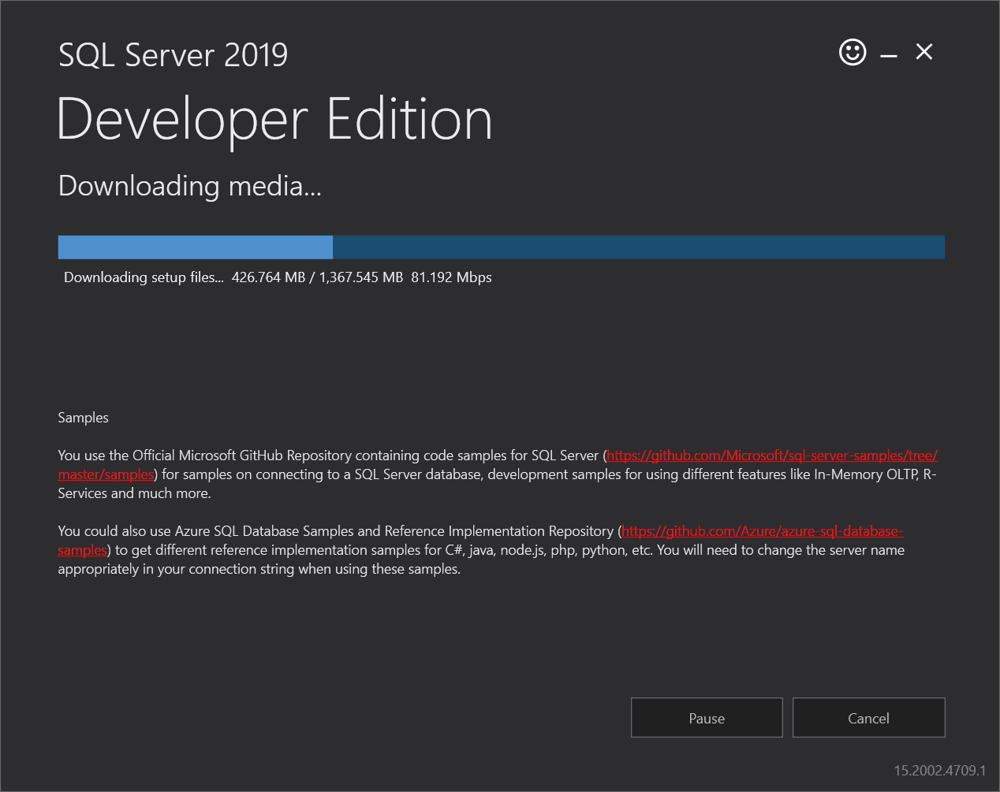 SQL Server 2019
Developer Edition
Downloading media...
Downloading setup files... 426.764 MB / 1,367.545 MB 81.192 Mbps
Samples
You use the Official Microsoft GitHub Repository containing code samples for SQL Server (https://github.com/Microsoft/sql-server-samples/tree/
master/samples) for samples on connecting to a SQL Server database, development samples for using different features like In-Memory OLTP, R-
Services and much more.
You could also use Azure SQL Database Samples and Reference Implementation Repository (https://github.com/Azure/azure-sql-database-
samples) to get different reference implementation samples for C#, java, node.js, php, python, etc. You will need to change the server name
appropriately in your connection string when using these samples.
Pause
Cancel
15.2002.4709.1